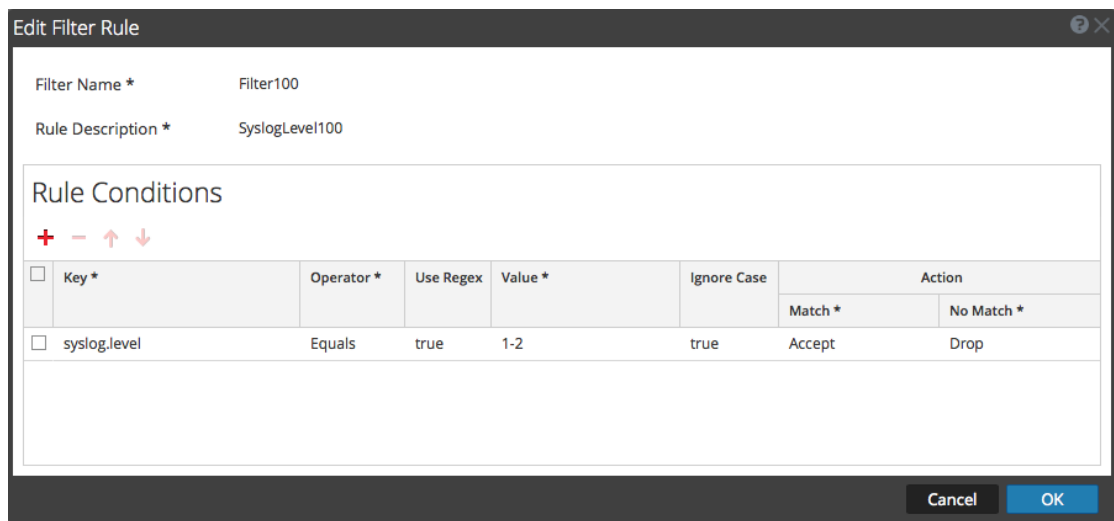 Edit Filter Rule
Filter Name * Filter100
Rule Description * SyslogLevel100
Rule Conditions
Key * Operator * Use Regex Value * Ignore Case Action
Match * No Match *
syslog.level Equals true 1-2 true Accept Drop
Cancel OK